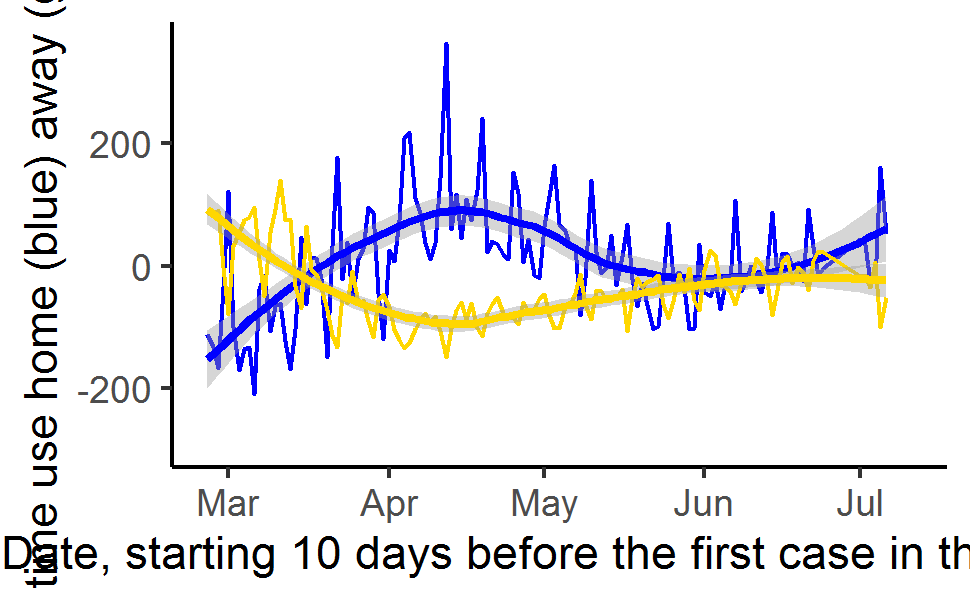 time use home (blue) away (
200
0
-200
Mar Apr May Jun Jul
Date, starting 10 days before the first case in th